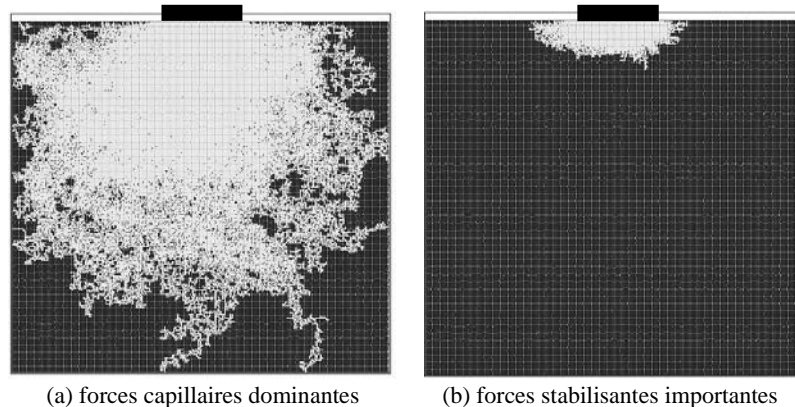 (a) forces capillaires dominantes
(b) forces stabilisantes importantes